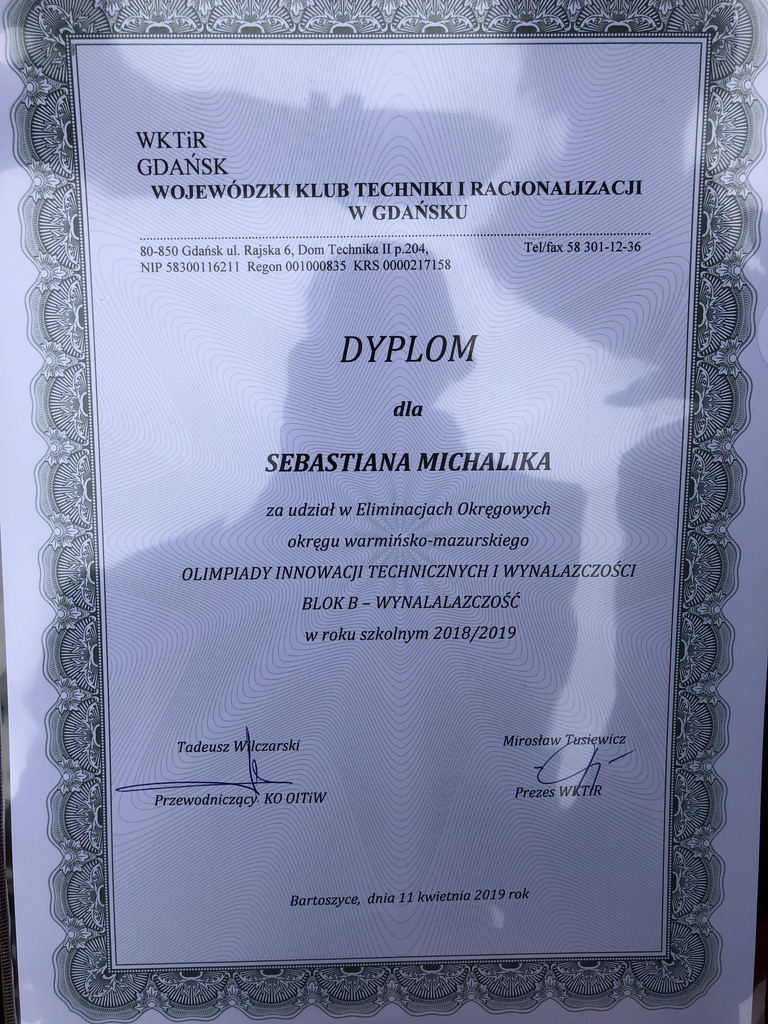 WKTiR
GDAŃSK
WOJEWÓDZKI KLUB TECHNIKI I RACJONALIZACJI
W GDAŃSKU
80-850 Gdańsk ul. Rajska 6, Dom Technika II p.204, Tel/fax 58 301-12-36
NIP 58300116211 Regon 001000835 KRS 0000217158
DYPLOM
dla
SEBASTIANA MICHALIKA
za udział w Eliminacjach Okręgowych
okręgu warmińsko-mazurskiego
OLIMPIADY INNOWACJI TECHNICZNYCH I WYNALAZCZOŚCI
BLOK B – WYNALALAZCZOŚĆ
w roku szkolnym 2018/2019
Tadeusz Wilczarski Mirosław Tusiewicz
Przewodniczący KO OITiW Prezes WKTiR
Bartoszyce, dnia 11 kwietnia 2019 rok